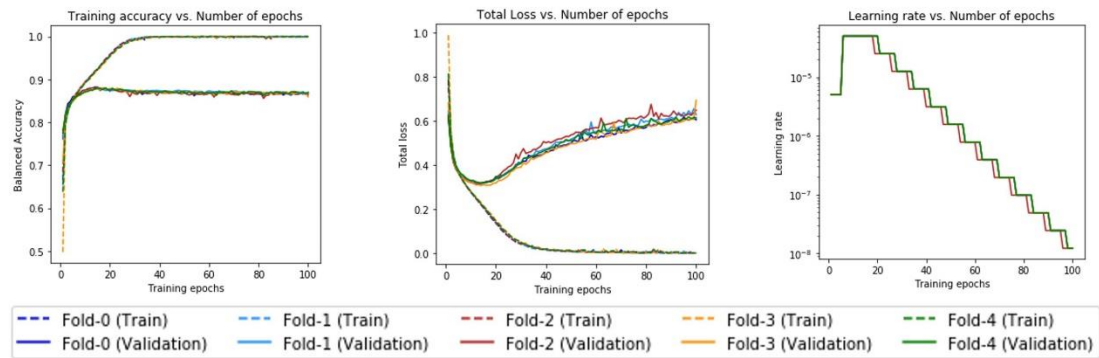 Training accuracy vs. Number of epochs
Balanced Accuracy
1.0
0.9
0.8
0.7
0.6
0.5
0 20 40 60 80 100
Training epochs
Total Loss vs. Number of epochs
Total loss
1.0
0.8
0.6
0.4
0.2
0.0
0 20 40 60 80 100
Training epochs
Learning rate vs. Number of epochs
Learning rate
10⁻⁵
10⁻⁶
10⁻⁷
10⁻⁸
0 20 40 60 80 100
Training epochs
Fold-0 (Train) Fold-1 (Train) Fold-2 (Train) Fold-3 (Train) Fold-4 (Train)
Fold-0 (Validation) Fold-1 (Validation) Fold-2 (Validation) Fold-3 (Validation) Fold-4 (Validation)